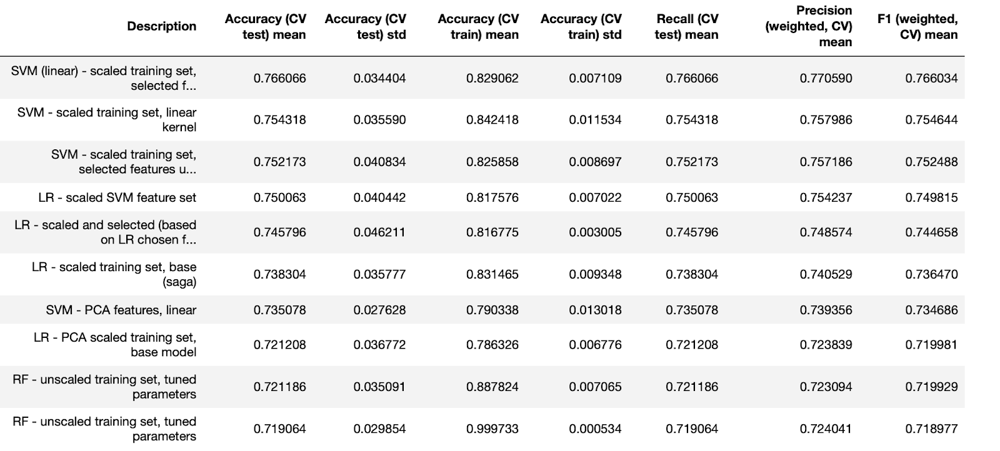 Description Accuracy (CV test) mean Accuracy (CV test) std Accuracy (CV train) mean Accuracy (CV train) std Recall (CV test) mean Precision (weighted, CV) mean F1 (weighted, CV) mean
SVM (linear) - scaled training set, selected f... 0.766066 0.034404 0.829062 0.007109 0.766066 0.770590 0.766034
SVM - scaled training set, linear kernel 0.754318 0.035590 0.842418 0.011534 0.754318 0.757986 0.754644
SVM - scaled training set, selected features u... 0.752173 0.040834 0.825858 0.008697 0.752173 0.757186 0.752488
LR - scaled SVM feature set 0.750063 0.040442 0.817576 0.007022 0.750063 0.754237 0.749815
LR - scaled and selected (based on LR chosen f... 0.745796 0.046211 0.816775 0.003005 0.745796 0.748574 0.744658
LR - scaled training set, base (saga) 0.738304 0.035777 0.831465 0.009348 0.738304 0.740529 0.736470
SVM - PCA features, linear 0.735078 0.027628 0.790338 0.013018 0.735078 0.739356 0.734686
LR - PCA scaled training set, base model 0.721208 0.036772 0.786326 0.006776 0.721208 0.723839 0.719981
RF - unscaled training set, tuned parameters 0.721186 0.035091 0.887824 0.007065 0.721186 0.723094 0.719929
RF - unscaled training set, tuned parameters 0.719064 0.029854 0.999733 0.000534 0.719064 0.724041 0.718977